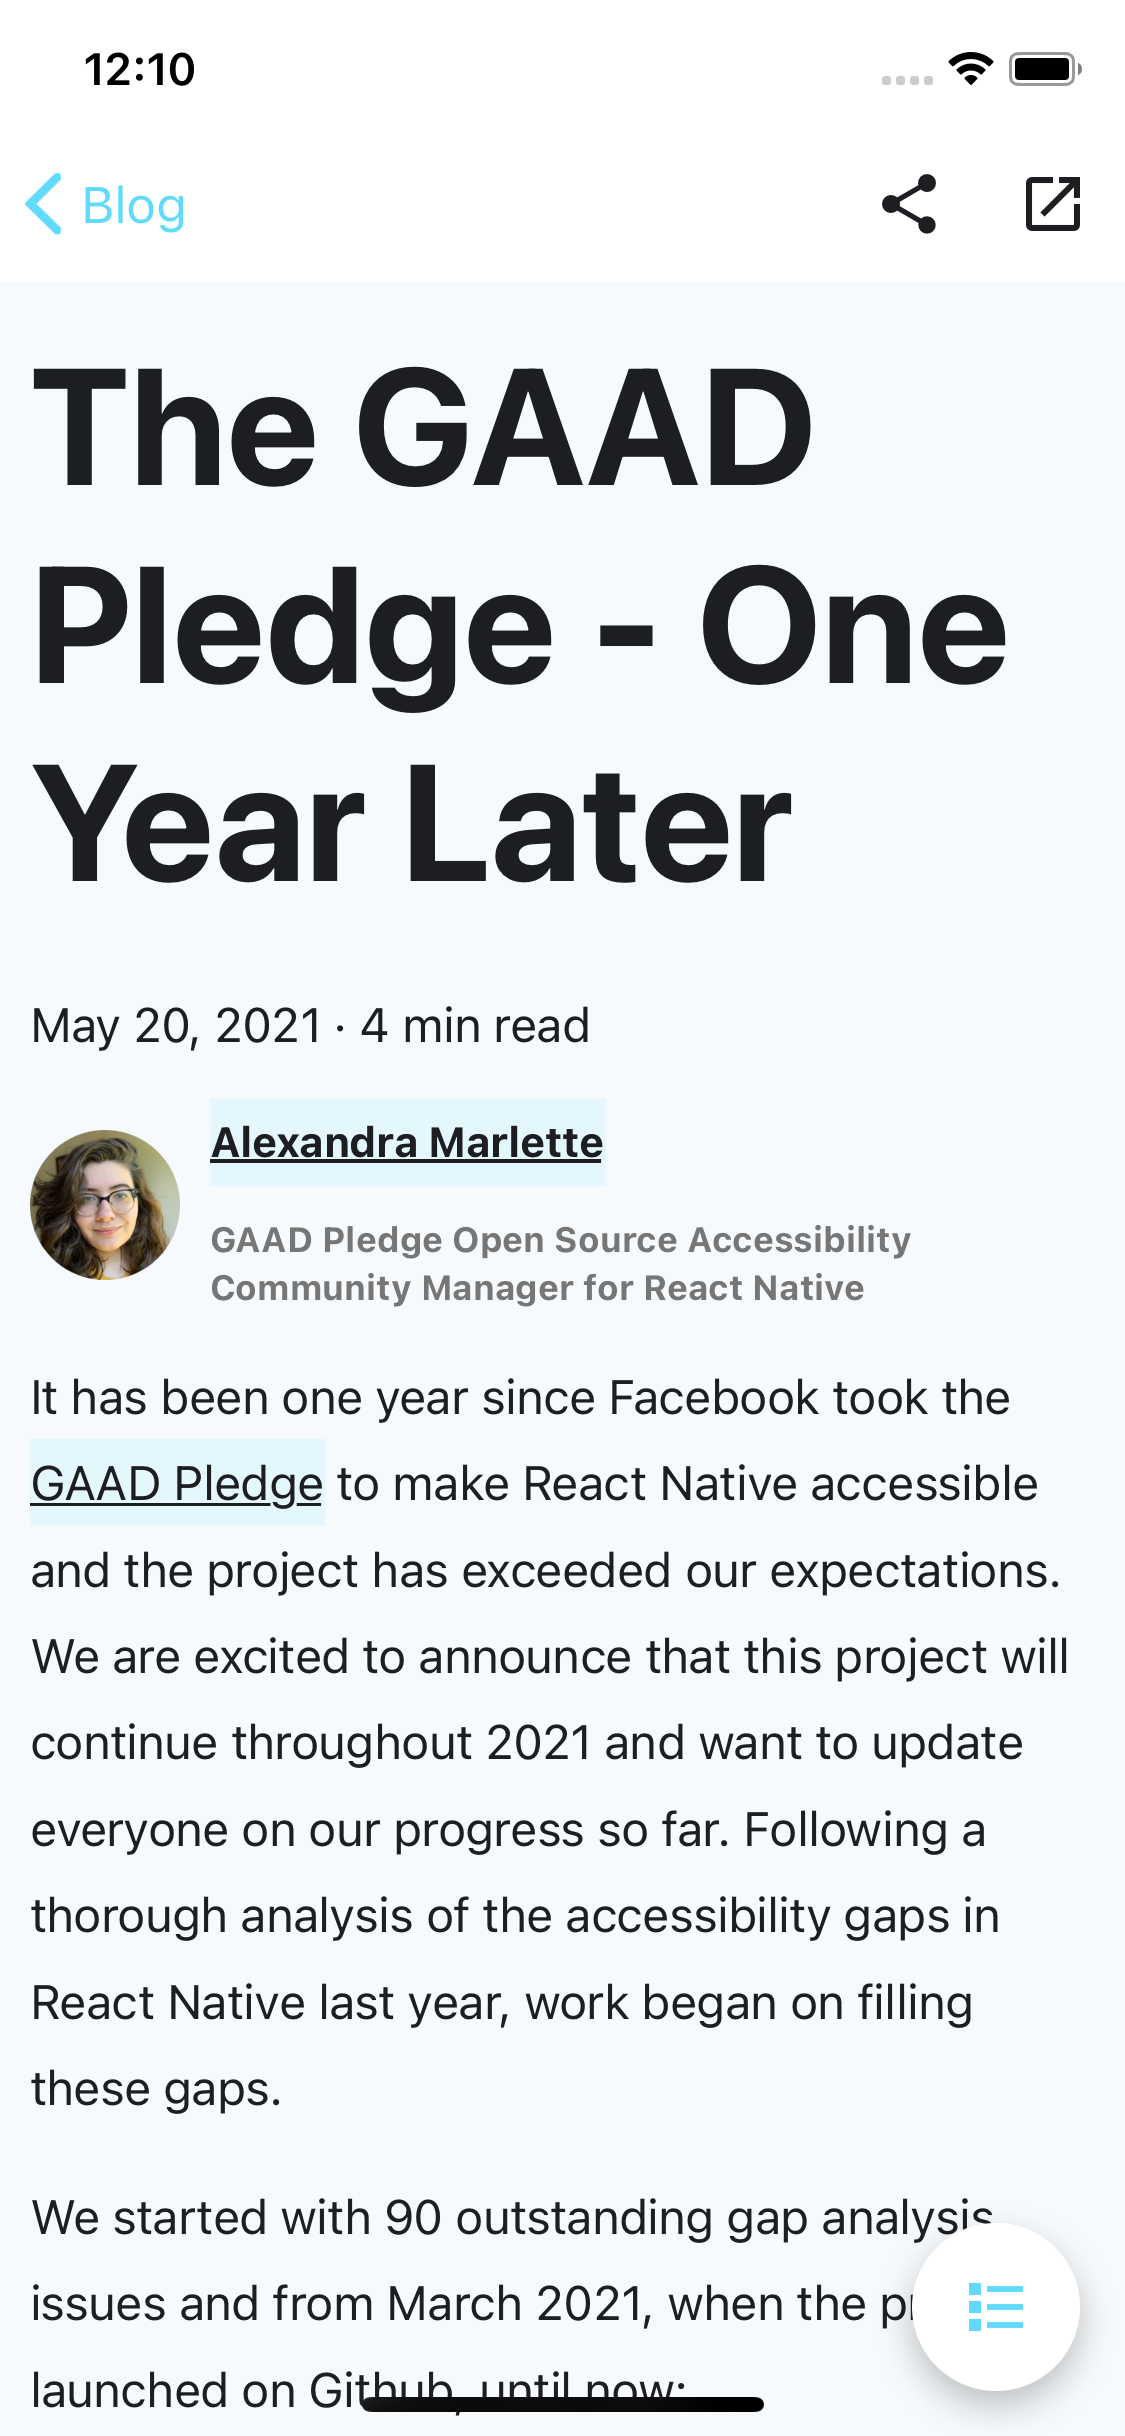 12:10
Blog
The GAAD
Pledge - One
Year Later
May 20, 2021 · 4 min read
Alexandra Marlette
GAAD Pledge Open Source Accessibility
Community Manager for React Native
It has been one year since Facebook took the
GAAD Pledge to make React Native accessible
and the project has exceeded our expectations.
We are excited to announce that this project will
continue throughout 2021 and want to update
everyone on our progress so far. Following a
thorough analysis of the accessibility gaps in
React Native last year, work began on filling
these gaps.
We started with 90 outstanding gap analysis
issues and from March 2021, when the
launched on Github, until now: